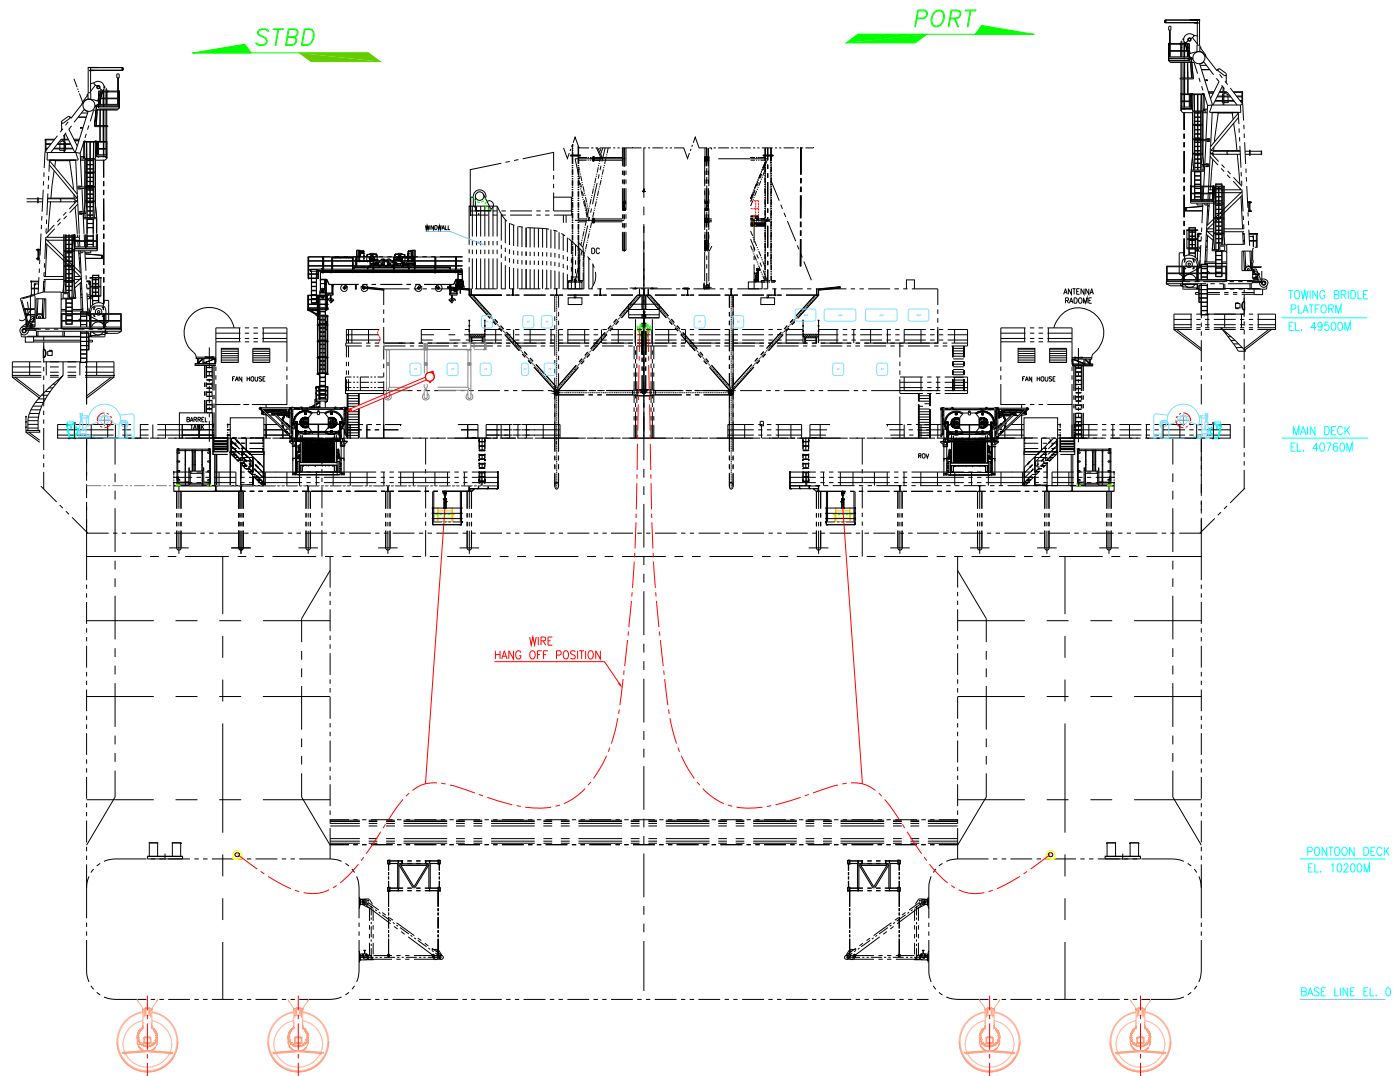 STBD
PORT
WINDWALL
DC
ANTENNA
RADOME
TOWING BRIDLE
PLATFORM
EL. 49500M
FAN HOUSE
FAN HOUSE
BARREL
MAIN DECK
EL. 40760M
ROV
WIRE
HANG OFF POSITION
PONTOON DECK
EL. 10200M
BASE LINE EL. 0